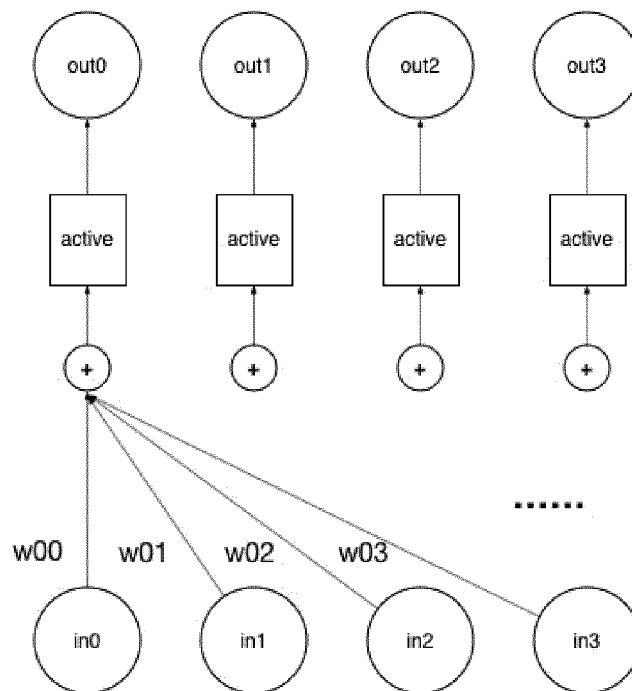 out0 out1 out2 out3
active active active active
+ + + +
......
w00 w01 w02 w03
in0 in1 in2 in3